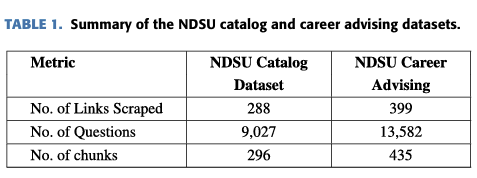 TABLE 1. Summary of the NDSU catalog and career advising datasets.
Metric NDSU Catalog Dataset NDSU Career Advising
No. of Links Scraped 288 399
No. of Questions 9,027 13,582
No. of chunks 296 435